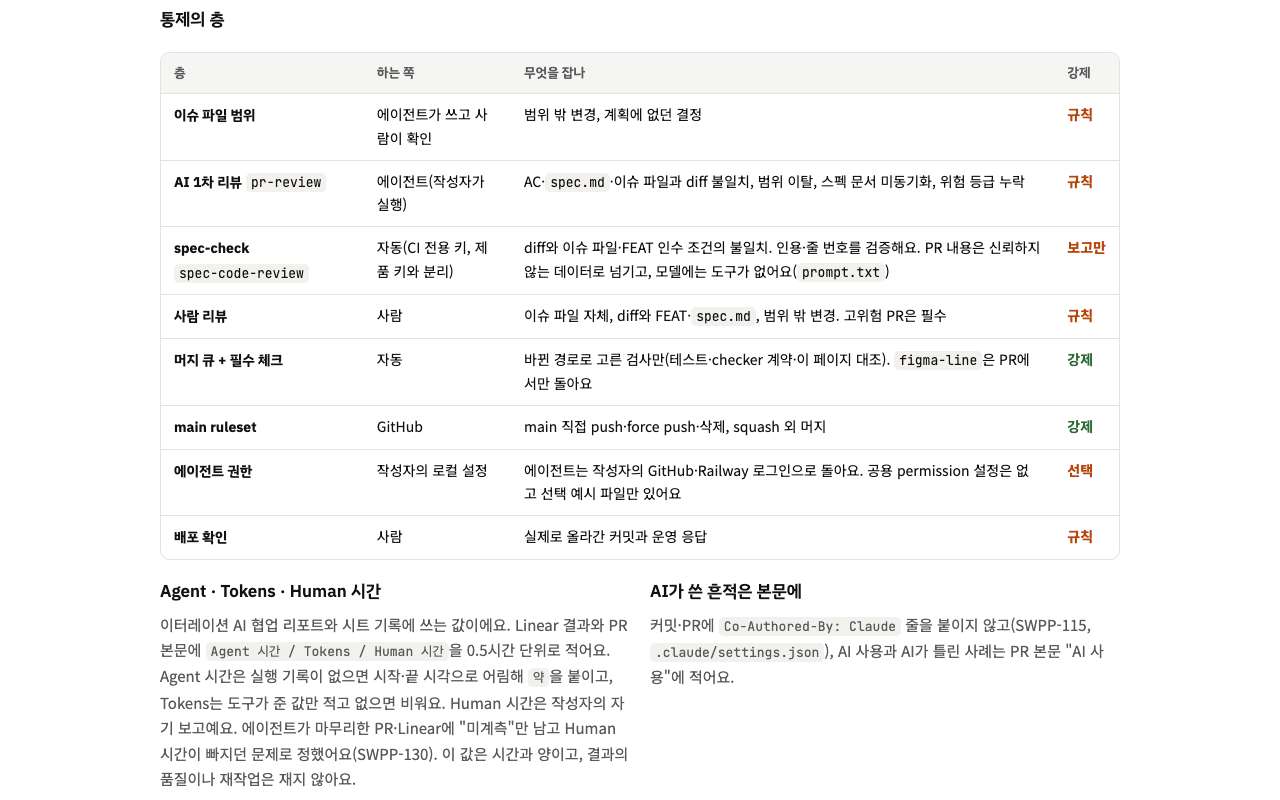 통제의 층
층 하는 쪽 무엇을 잡나 강제
이슈 파일 범위 에이전트가 쓰고 사람이 확인 범위 밖 변경, 계획에 없던 결정 규칙
AI 1차 리뷰 pr-review 에이전트(작성자가 실행) AC·spec.md·이슈 파일과 diff 불일치, 범위 이탈, 스펙 문서 미동기화, 위험 등급 누락 규칙
spec-check spec-code-review 자동(CI 전용 키, 제품 키와 분리) diff와 이슈 파일·FEAT 인수 조건의 불일치. 인용·줄 번호를 검증해요. PR 내용은 신뢰하지 않는 데이터로 넘기고, 모델에는 도구가 없어요(prompt.txt) 보고만
사람 리뷰 사람 이슈 파일 자체, diff와 FEAT·spec.md, 범위 밖 변경. 고위험 PR은 필수 규칙
머지 큐 + 필수 체크 자동 바뀐 경로로 고른 검사만(테스트·checker 계약·이 페이지 대조). figma-line은 PR에서만 돌아요 강제
main ruleset GitHub main 직접 push·force push·삭제, squash 외 머지 강제
에이전트 권한 작성자의 로컬 설정 에이전트는 작성자의 GitHub·Railway 로그인으로 돌아요. 공용 permission 설정은 없고 선택 예시 파일만 있어요 선택
배포 확인 사람 실제로 올라간 커밋과 운영 응답 규칙
Agent · Tokens · Human 시간
이터레이션 AI 협업 리포트와 시트 기록에 쓰는 값이에요. Linear 결과와 PR
본문에 Agent 시간 / Tokens / Human 시간 을 0.5시간 단위로 적어요.
Agent 시간은 실행 기록이 없으면 시작·끝 시각으로 어림해 약 을 붙이고,
Tokens는 도구가 준 값만 적고 없으면 비워요. Human 시간은 작성자의 자
기 보고예요. 에이전트가 마무리한 PR·Linear에 "미계측"만 남고 Human
시간이 빠지던 문제로 정했어요(SWPP-130). 이 값은 시간과 양이고, 결과의
품질이나 재작업은 재지 않아요.
AI가 쓴 흔적은 본문에
커밋·PR에 Co-Authored-By: Claude 줄을 붙이지 않고(SWPP-115,
.claude/settings.json), AI 사용과 AI가 틀린 사례는 PR 본문 "AI 사
용"에 적어요.